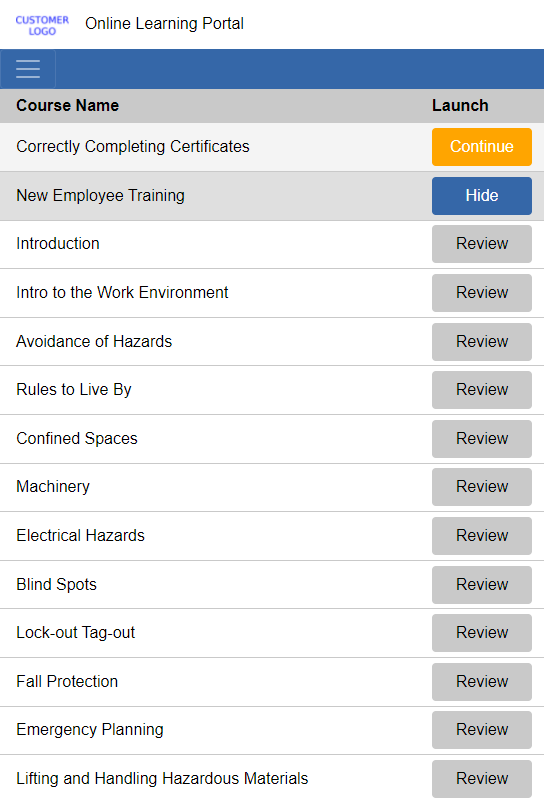 CUSTOMER
LOGO
Online Learning Portal
Course Name Launch
Correctly Completing Certificates Continue
New Employee Training Hide
Introduction Review
Intro to the Work Environment Review
Avoidance of Hazards Review
Rules to Live By Review
Confined Spaces Review
Machinery Review
Electrical Hazards Review
Blind Spots Review
Lock-out Tag-out Review
Fall Protection Review
Emergency Planning Review
Lifting and Handling Hazardous Materials Review